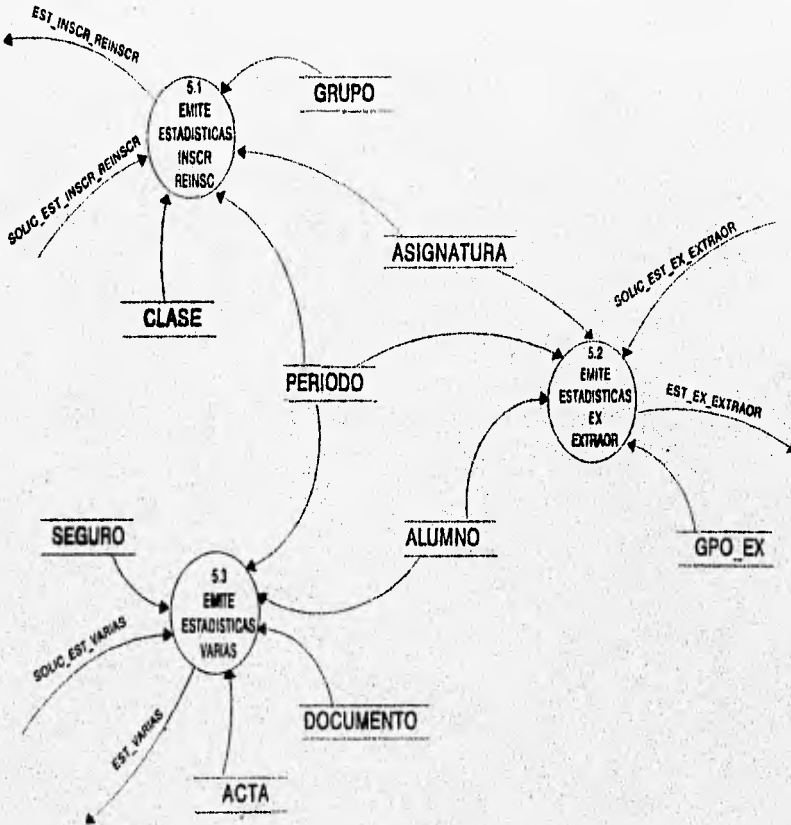 EST_INSCR_REINSCR
5.1
EMITE
ESTADISTICAS
INSCR
REINSC
GRUPO
SOLIC_EST_INSCR_REINSCR
ASIGNATURA
SOLIC_EST_EX_EXTRAOR
CLASE
PERIODO
5.2
EMITE
ESTADISTICAS
EX
EXTRAOR
EST_EX_EXTRAOR
SEGURO
ALUMNO
GPO_EX
5.3
EMITE
ESTADISTICAS
VARIAS
SOLIC_EST_VARIAS
EST_VARIAS
DOCUMENTO
ACTA